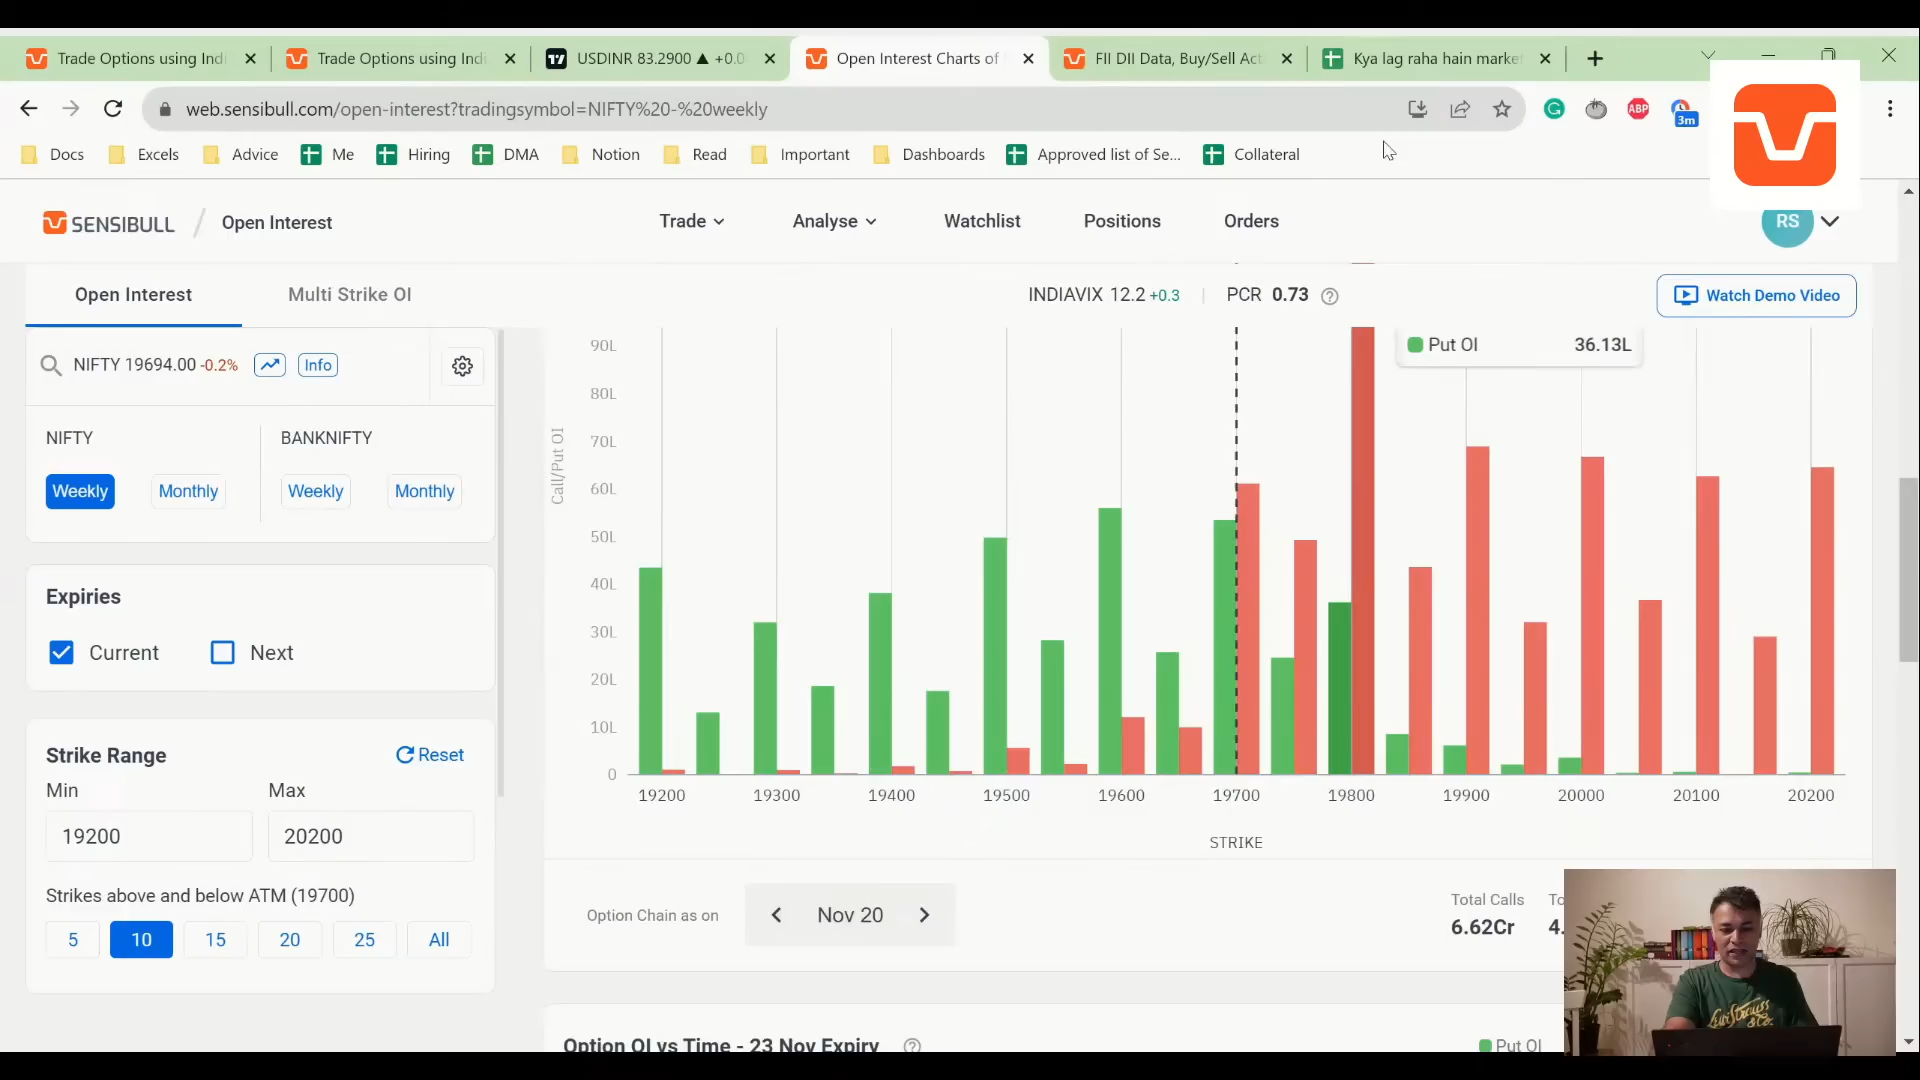 Trade Options using Indi
Trade Options using Indi
USDINR 83.2900 ▲ +0.0
Open Interest Charts of
FII DII Data, Buy/Sell Act
Kya lag raha hain market
web.sensibull.com/open-interest?tradingsymbol=NIFTY%20-%20weekly
ABP
3m
Docs
Excels
Advice
Me
Hiring
DMA
Notion
Read
Important
Dashboards
Approved list of Se...
Collateral
SENSIBULL / Open Interest
Trade
Analyse
Watchlist
Positions
Orders
RS
Open Interest
Multi Strike OI
INDIAVIX 12.2 +0.3
PCR 0.73
Watch Demo Video
NIFTY 19694.00 -0.2%
Info
NIFTY
BANKNIFTY
Weekly
Monthly
Weekly
Monthly
Expiries
Current
Next
Strike Range
Reset
Min
Max
19200
20200
Strikes above and below ATM (19700)
5
10
15
20
25
All
Put OI 36.13L
Call/Put OI
90L
80L
70L
60L
50L
40L
30L
20L
10L
0
19200
19300
19400
19500
19600
19700
19800
19900
20000
20100
20200
STRIKE
Option Chain as on
Nov 20
Total Calls
6.62Cr
To
4.
Option OI vs Time - 23 Nov Expiry
Put OI
Levi Strauss
& Co.